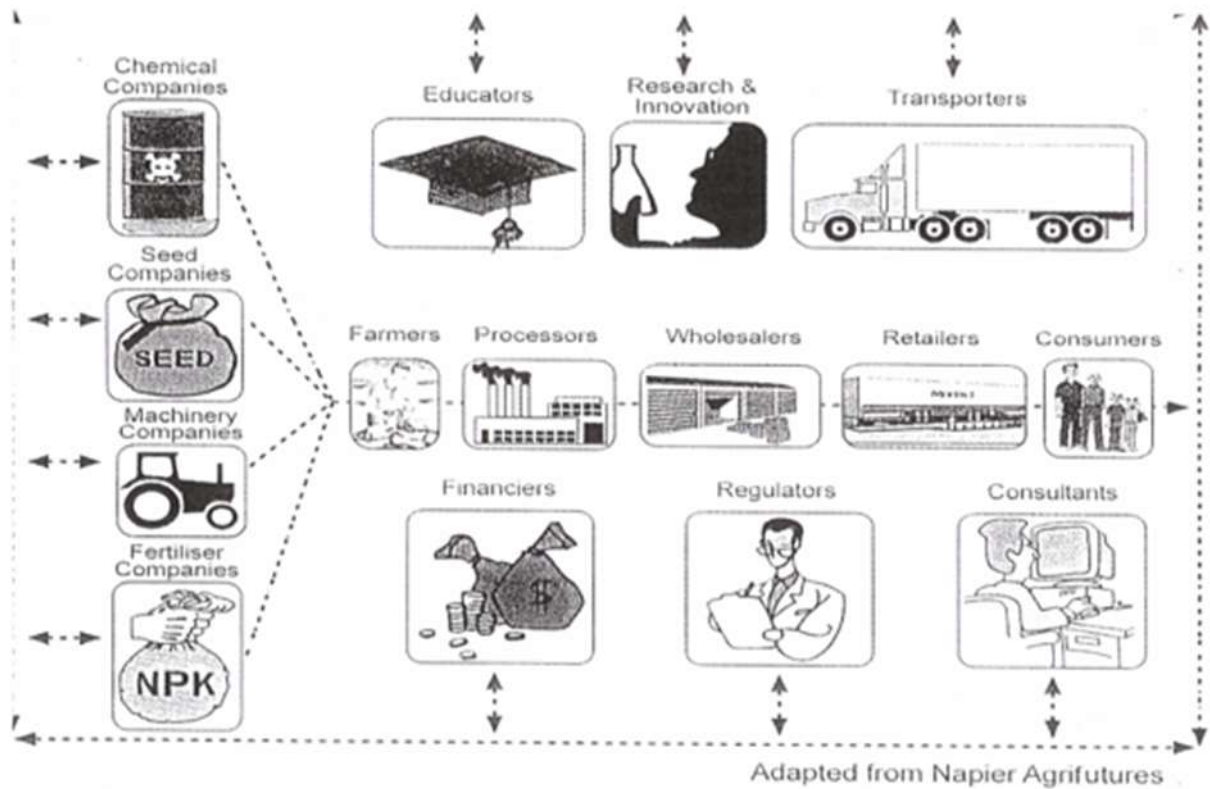 Chemical
Companies
Educators
Research &
Innovation
Transporters
Seed
Companies
SEED
Farmers
Processors
Wholesalers
Retailers
Consumers
Machinery
Companies
Financiers
Regulators
Consultants
$
Fertiliser
Companies
NPK
Adapted from Napier Agrifutures